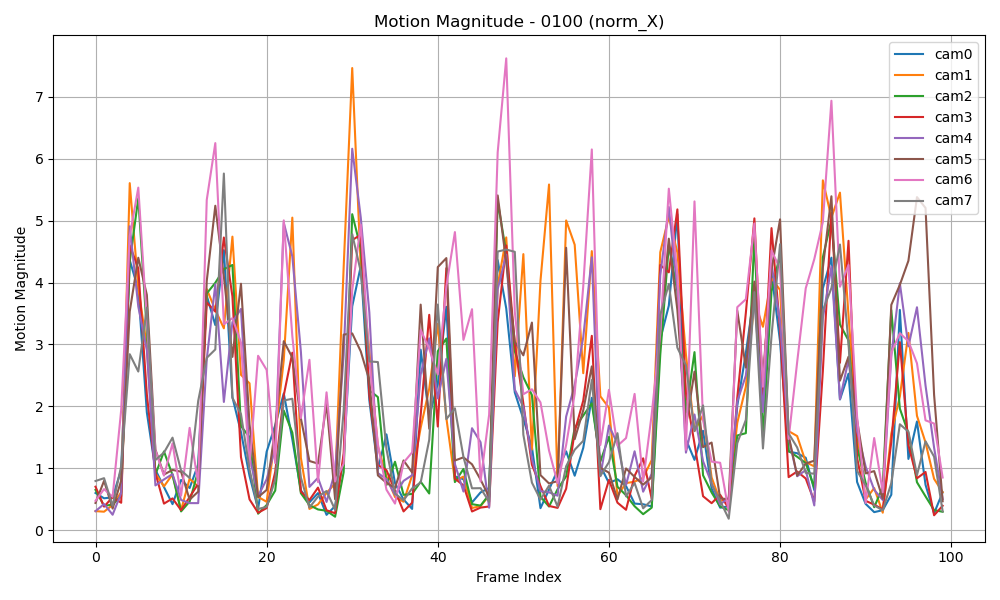 Motion Magnitude - 0100 (norm_X)
Motion Magnitude
7
6
5
4
3
2
1
0
0
20
40
60
80
100
Frame Index
cam0
cam1
cam2
cam3
cam4
cam5
cam6
cam7